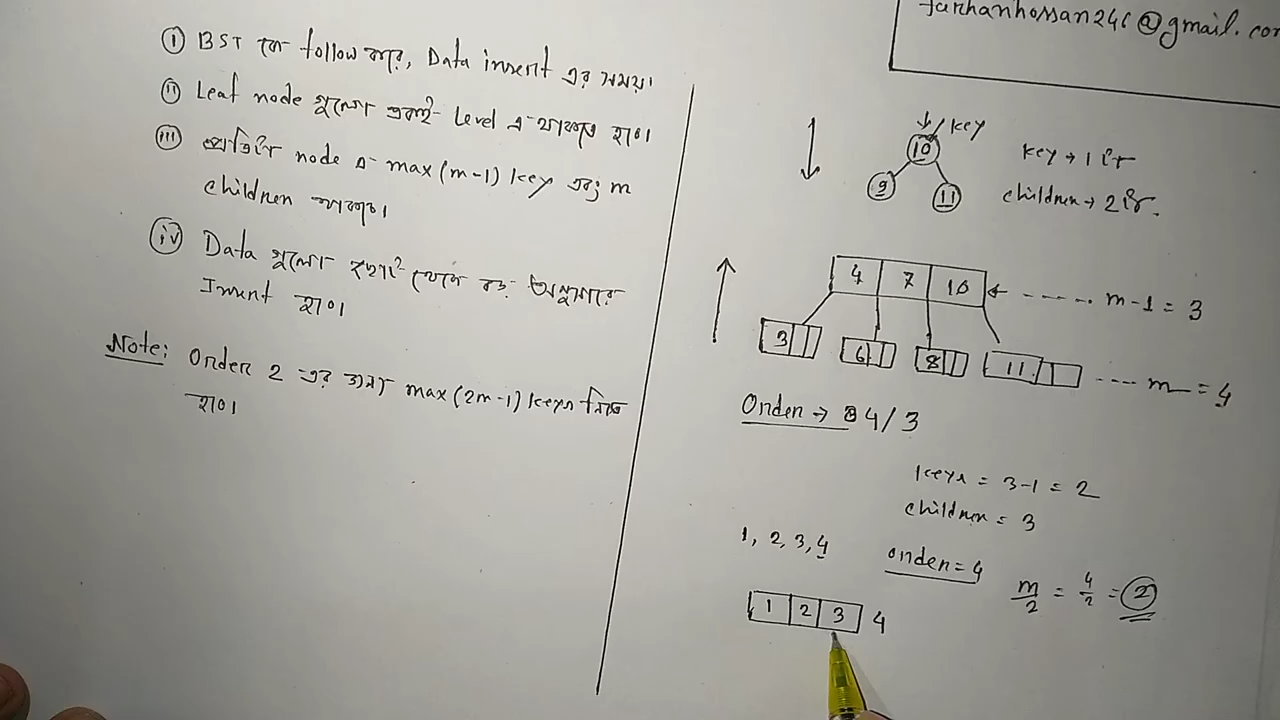 farhanhossan246@gmail.com
i BST কে follow করে, Data insert এর সময়।
ii Leaf node গুলো একই Level এ থাকতে হবে।
iii প্রতিটি node এ max (m-1) key এবং m
children থাকবে।
iv Data গুলো ছোট থেকে বড় অনুসারে
Insert হবে।
Note: Order 2 এর জন্য max (2m-1) keys নিতে
হবে।
key
10
9 11
key → 1 টি
children → 2 টি.
4 7 10 ← ----- m-1 = 3
3 6 8 11 ---- m = 4
Order → 4/3
keys = 3-1 = 2
children = 3
1, 2, 3, 4
order = 4
m/2 = 4/2 = 2
1 2 3 4